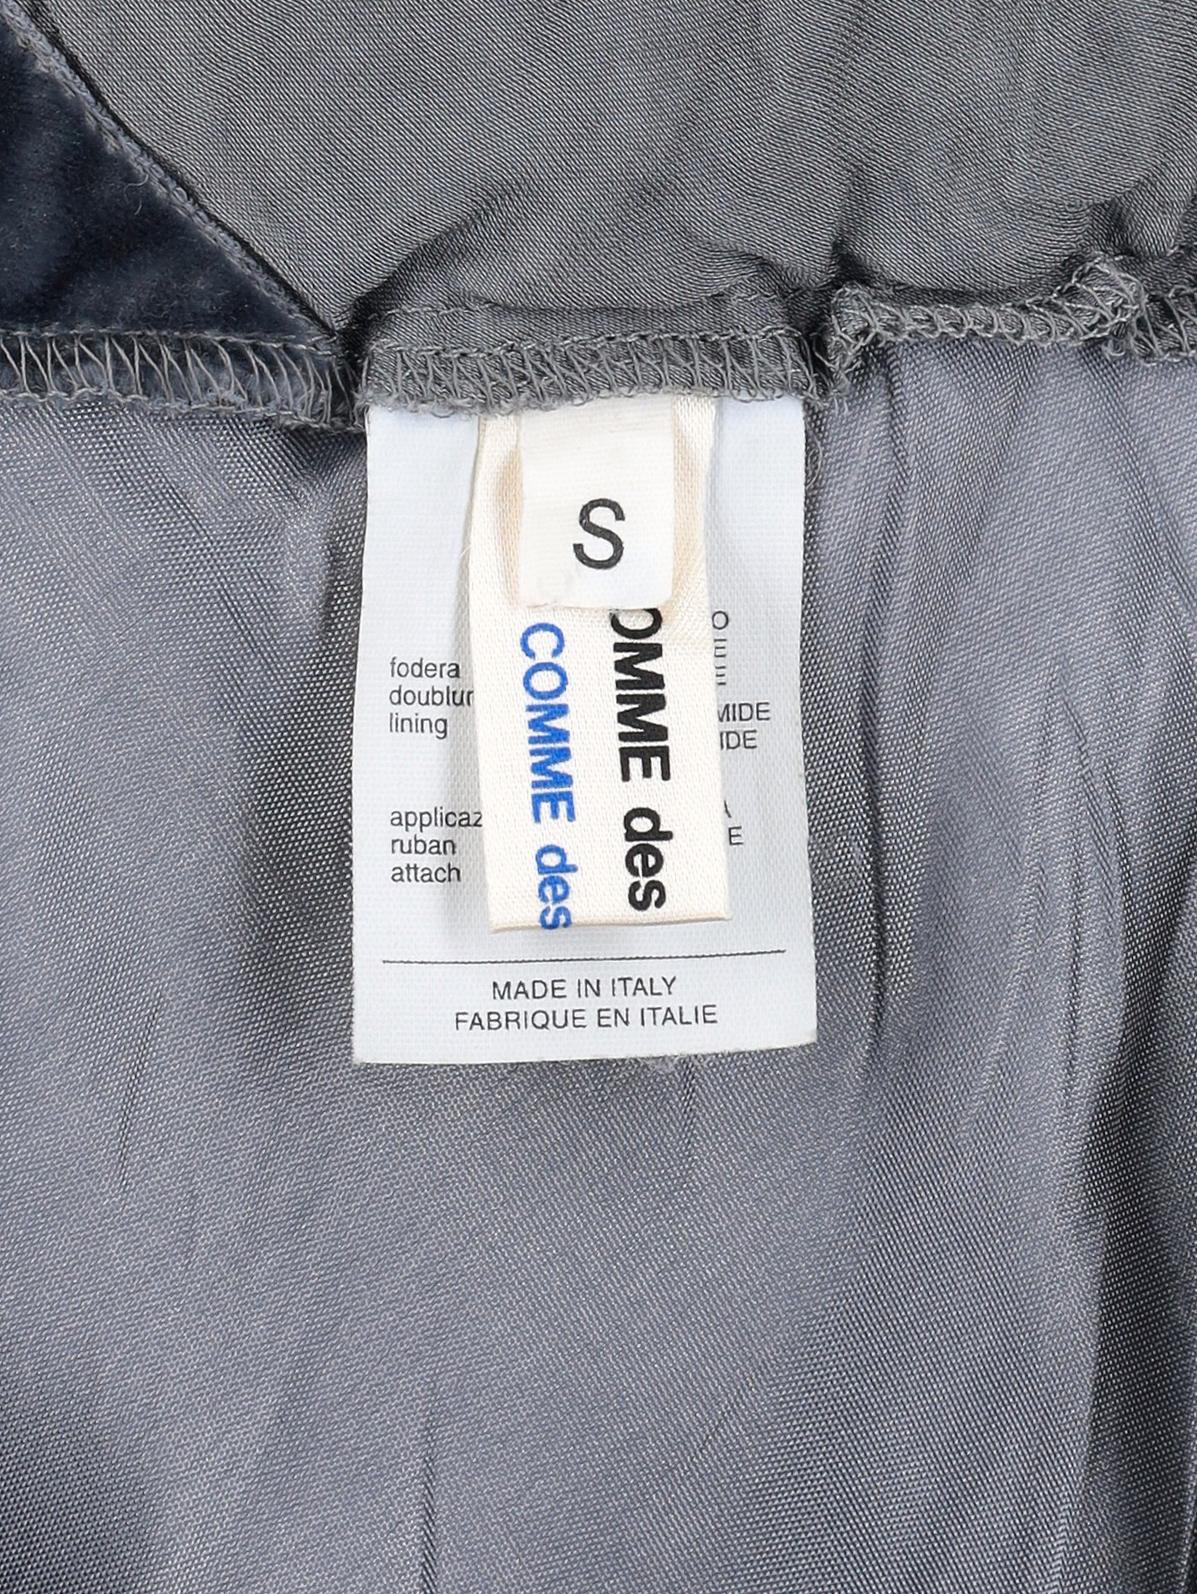 S
OMME des
COMME des
fodera
doublur
lining
MIDE
IDE
applicaz
ruban
attach
MADE IN ITALY
FABRIQUE EN ITALIE